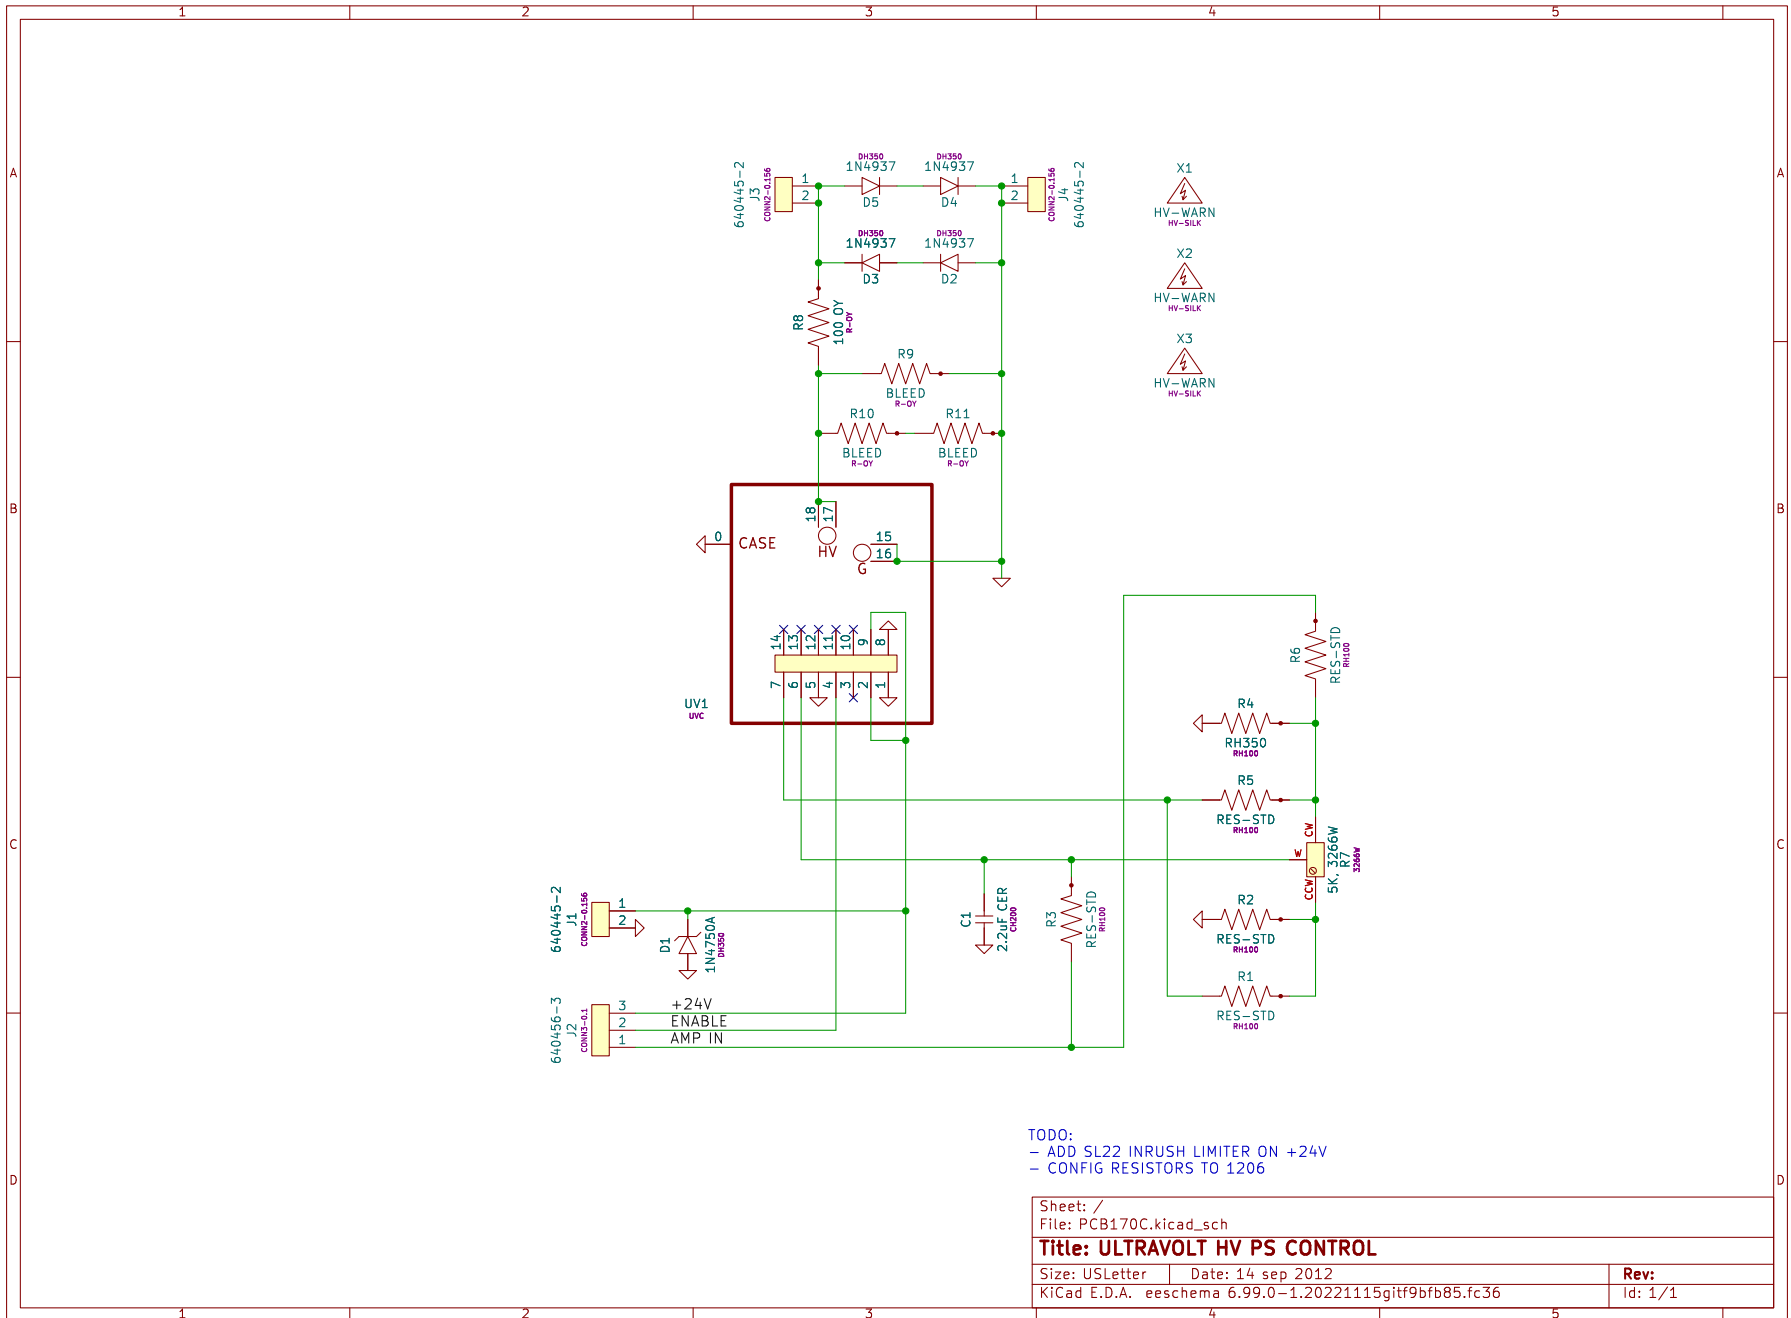 1 2 3 4 5
A A
B B
C C
D D
640445-2
J3
CONN2-0.156
1
2
DH350
1N4937
D5
DH350
1N4937
D4
1
2
CONN2-0.156
J4
640445-2
DH350
1N4937
D3
DH350
1N4937
D2
X1
HV-WARN
HV-SILK
X2
HV-WARN
HV-SILK
X3
HV-WARN
HV-SILK
R8
100 OY
R-OY
R9
BLEED
R-OY
R10
BLEED
R-OY
R11
BLEED
R-OY
0 CASE
18 17
HV
15
16
G
14 13 12 11 10 9 8
7 6 5 4 3 2 1
UV1
UVC
R6
RES-STD
RH100
R4
RH350
RH100
R5
RES-STD
RH100
CW
W
CCW
5K, 3266W
R7
3266W
R2
RES-STD
RH100
R1
RES-STD
RH100
C1
2.2uF CER
CH200
R3
RES-STD
RH100
640445-2
J1
CONN2-0.156
1
2
D1
1N4750A
DH350
640456-3
J2
CONN3-0.1
3 +24V
2 ENABLE
1 AMP IN
TODO:
- ADD SL22 INRUSH LIMITER ON +24V
- CONFIG RESISTORS TO 1206
Sheet: /
File: PCB170C.kicad_sch
Title: ULTRAVOLT HV PS CONTROL
Size: USLetter Date: 14 sep 2012 Rev:
KiCad E.D.A. eeschema 6.99.0-1.20221115gitf9bfb85.fc36 Id: 1/1
1 2 3 4 5